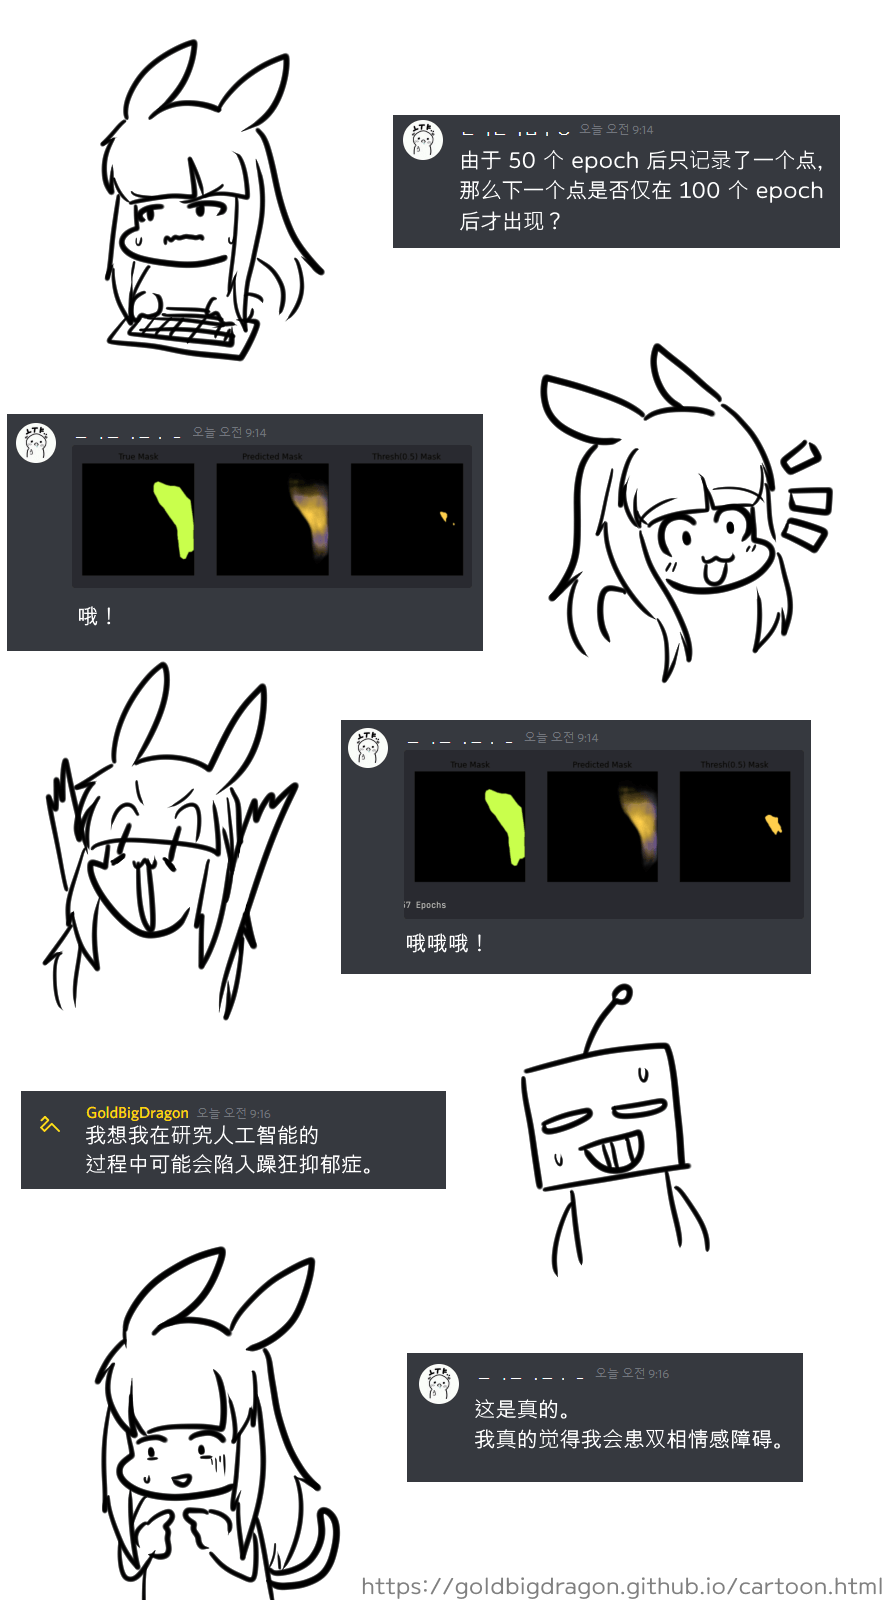 오늘 오전 9:14
由于 50 个 epoch 后只记录了一个点,
那么下一个点是否仅在 100 个 epoch
后才出现？
오늘 오전 9:14
True Mask Predicted Mask Thresh(0.5) Mask
哦！
오늘 오전 9:14
True Mask Predicted Mask Thresh(0.5) Mask
57 Epochs
哦哦哦！
GoldBigDragon 오늘 오전 9:16
我想我在研究人工智能的
过程中可能会陷入躁狂抑郁症。
오늘 오전 9:16
这是真的。
我真的觉得我会患双相情感障碍。
https://goldbigdragon.github.io/cartoon.html